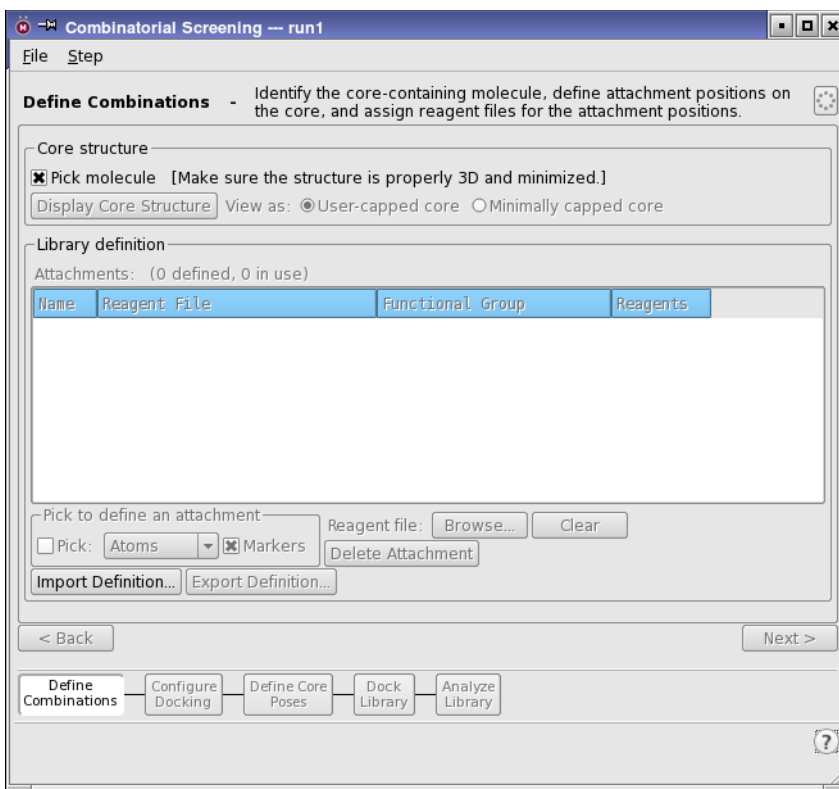 Combinatorial Screening --- run1
File Step
Define Combinations - Identify the core-containing molecule, define attachment positions on
the core, and assign reagent files for the attachment positions.
Core structure
Pick molecule [Make sure the structure is properly 3D and minimized.]
Display Core Structure View as: User-capped core Minimally capped core
Library definition
Attachments: (0 defined, 0 in use)
Name Reagent File Functional Group Reagents
Pick to define an attachment
Pick: Atoms Markers
Reagent file: Browse... Clear
Delete Attachment
Import Definition... Export Definition...
< Back Next >
Define
Combinations
Configure
Docking
Define Core
Poses
Dock
Library
Analyze
Library
?